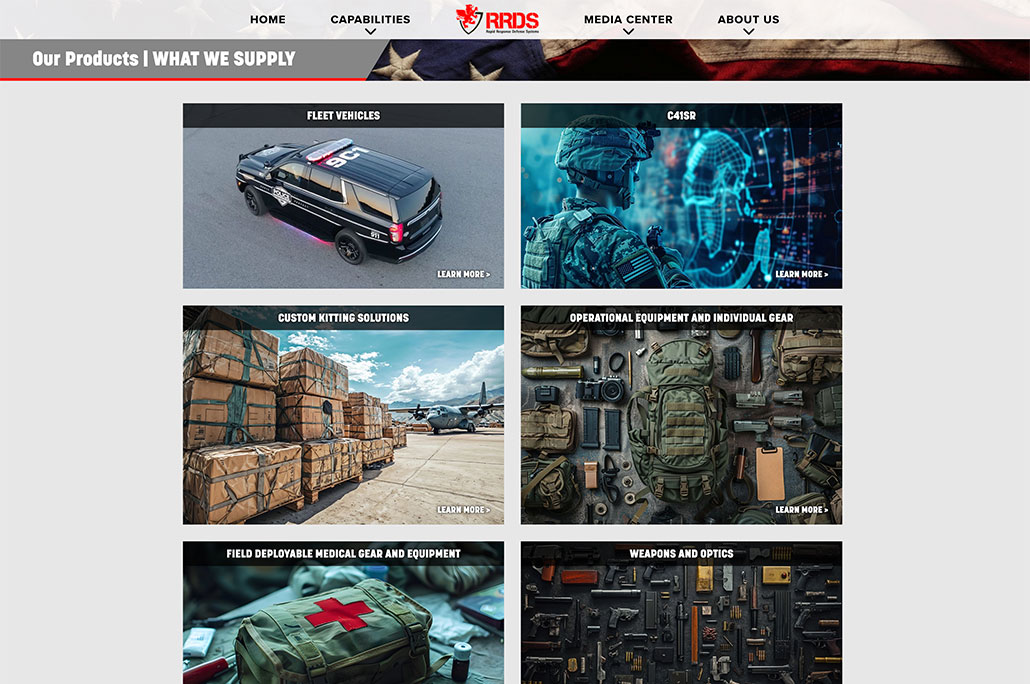 HOME
CAPABILITIES
RRDS
Rapid Response Defense Systems
MEDIA CENTER
ABOUT US
Our Products | WHAT WE SUPPLY
FLEET VEHICLES
9C1
911
LEARN MORE >
C41SR
LEARN MORE >
CUSTOM KITTING SOLUTIONS
LEARN MORE >
OPERATIONAL EQUIPMENT AND INDIVIDUAL GEAR
LEARN MORE >
FIELD DEPLOYABLE MEDICAL GEAR AND EQUIPMENT
WEAPONS AND OPTICS